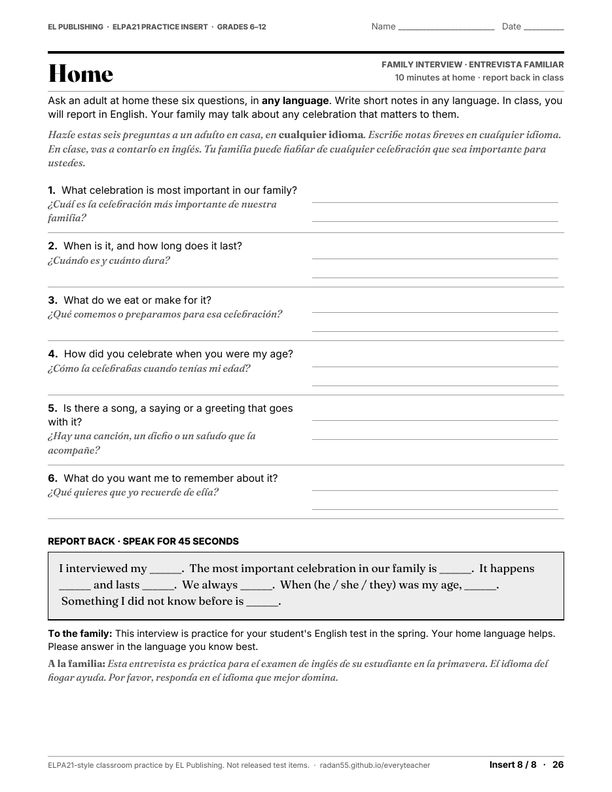 EL PUBLISHING · ELPA21 PRACTICE INSERT · GRADES 6–12
Name ______________________ Date _________
Home
FAMILY INTERVIEW · ENTREVISTA FAMILIAR
10 minutes at home · report back in class
Ask an adult at home these six questions, in any language. Write short notes in any language. In class, you
will report in English. Your family may talk about any celebration that matters to them.
Hazle estas seis preguntas a un adulto en casa, en cualquier idioma. Escribe notas breves en cualquier idioma.
En clase, vas a contarlo en inglés. Tu familia puede hablar de cualquier celebración que sea importante para
ustedes.
1. What celebration is most important in our family?
¿Cuál es la celebración más importante de nuestra
familia?
2. When is it, and how long does it last?
¿Cuándo es y cuánto dura?
3. What do we eat or make for it?
¿Qué comemos o preparamos para esa celebración?
4. How did you celebrate when you were my age?
¿Cómo la celebrabas cuando tenías mi edad?
5. Is there a song, a saying or a greeting that goes
with it?
¿Hay una canción, un dicho o un saludo que la
acompañe?
6. What do you want me to remember about it?
¿Qué quieres que yo recuerde de ella?
REPORT BACK · SPEAK FOR 45 SECONDS
I interviewed my ______. The most important celebration in our family is ______. It happens
______ and lasts ______. We always ______. When (he / she / they) was my age, ______.
Something I did not know before is ______.
To the family: This interview is practice for your student's English test in the spring. Your home language helps.
Please answer in the language you know best.
A la familia: Esta entrevista es práctica para el examen de inglés de su estudiante en la primavera. El idioma del
hogar ayuda. Por favor, responda en el idioma que mejor domina.
ELPA21-style classroom practice by EL Publishing. Not released test items. · radan55.github.io/everyteacher
Insert 8 / 8 · 26